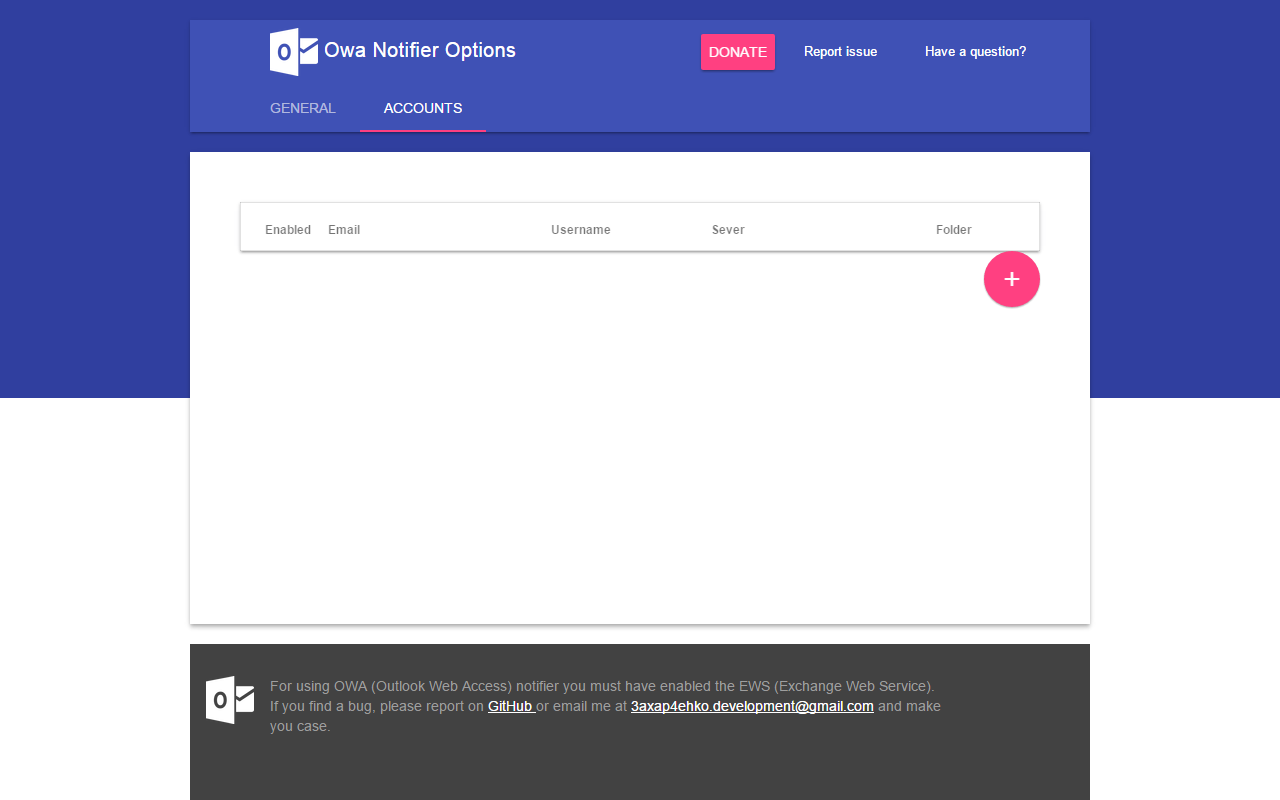 Owa Notifier Options
DONATE
Report issue
Have a question?
GENERAL
ACCOUNTS
Enabled Email Username Sever Folder
+
For using OWA (Outlook Web Access) notifier you must have enabled the EWS (Exchange Web Service).
If you find a bug, please report on GitHub or email me at 3axap4ehko.development@gmail.com and make
you case.